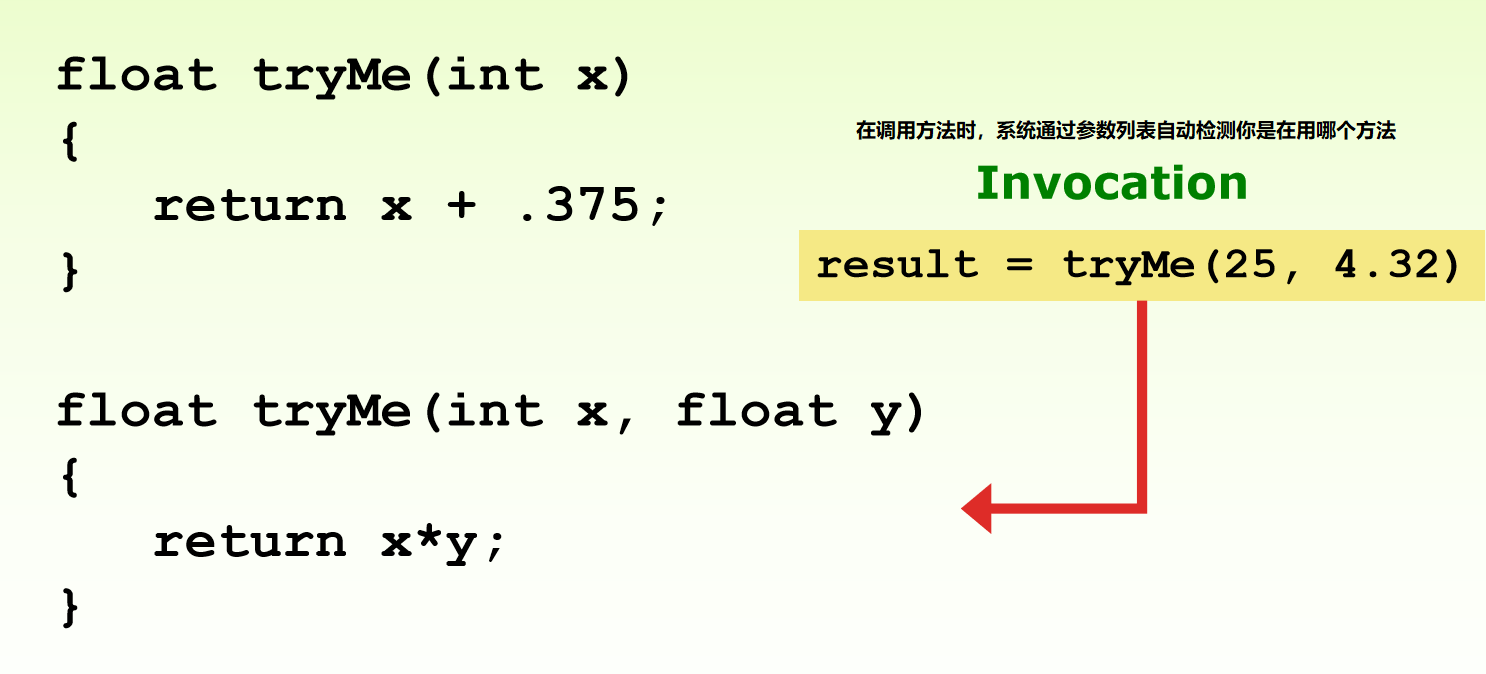 float tryMe(int x)
{
return x + .375;
}
在调用方法时，系统通过参数列表自动检测你是在用哪个方法
Invocation
result = tryMe(25, 4.32)
float tryMe(int x, float y)
{
return x*y;
}